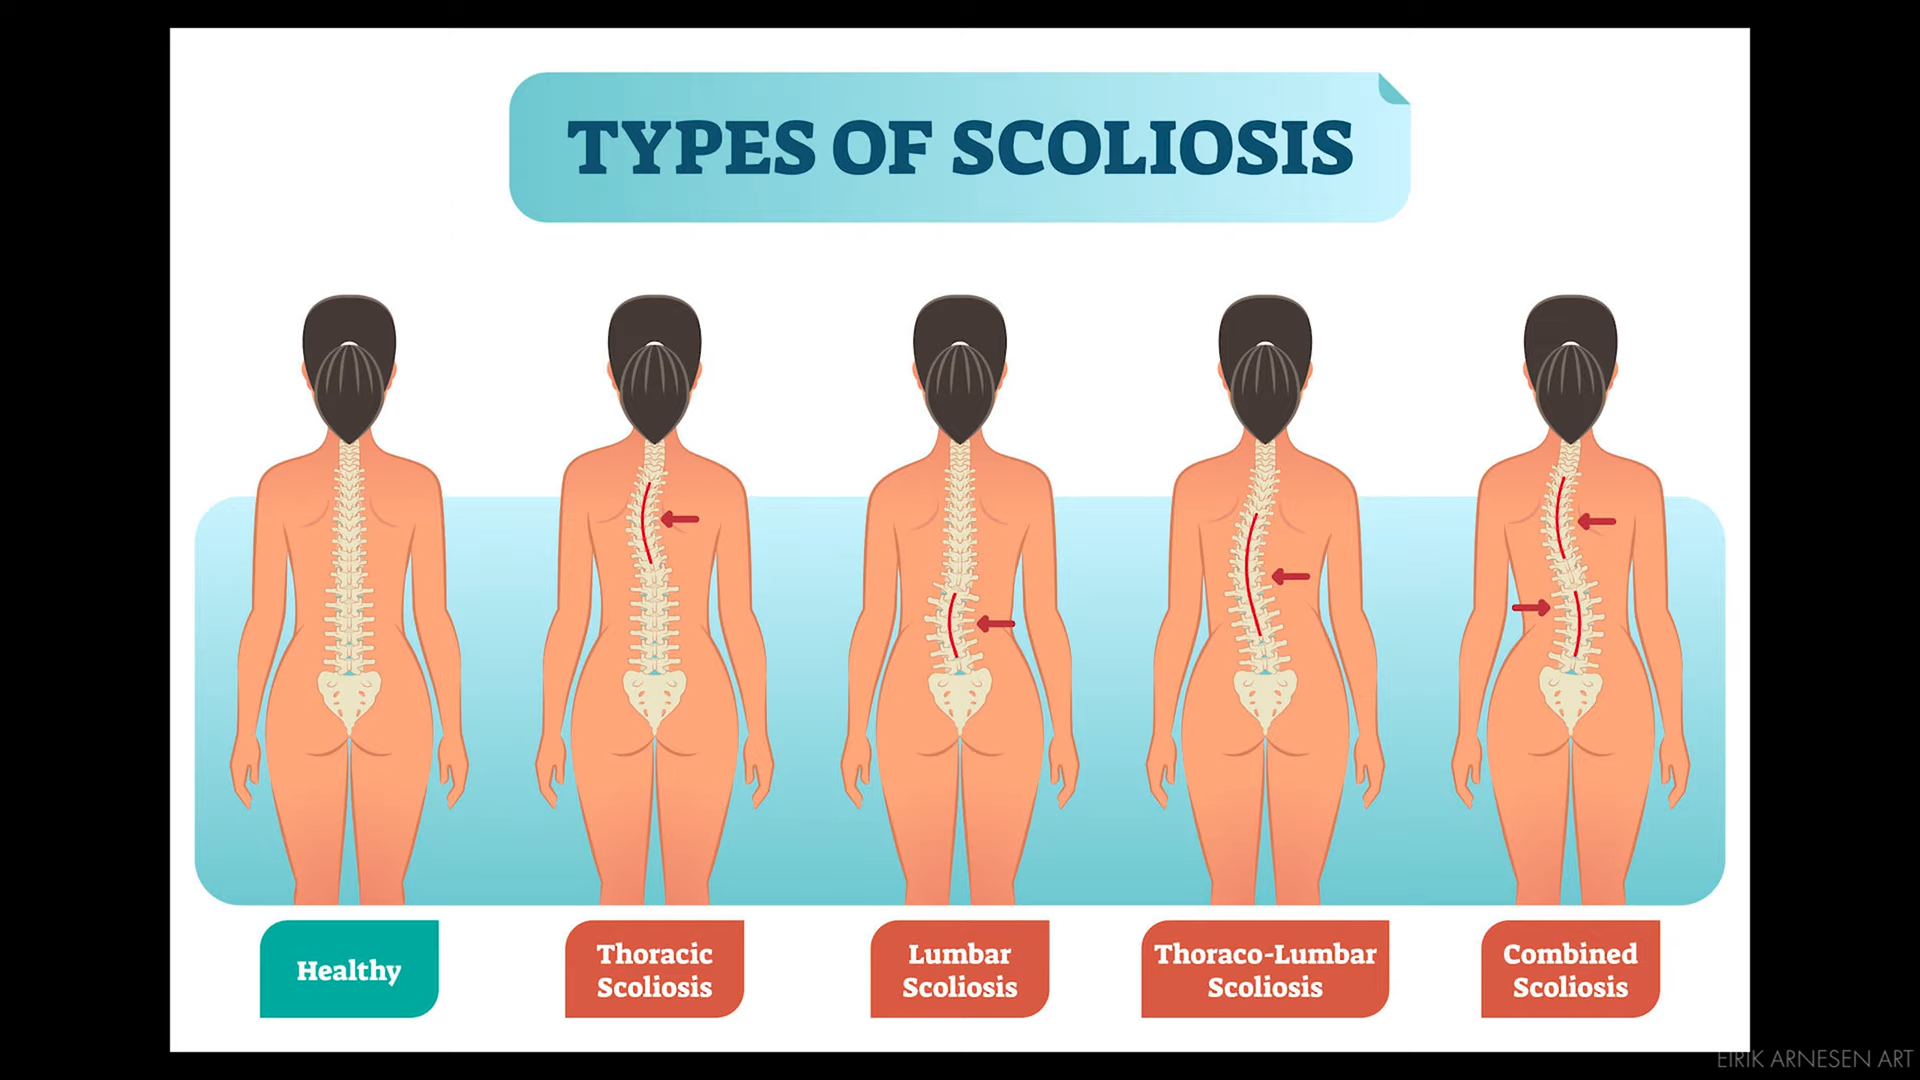 TYPES OF SCOLIOSIS
Healthy
Thoracic
Scoliosis
Lumbar
Scoliosis
Thoraco-Lumbar
Scoliosis
Combined
Scoliosis
EIRIK ARNESEN ART